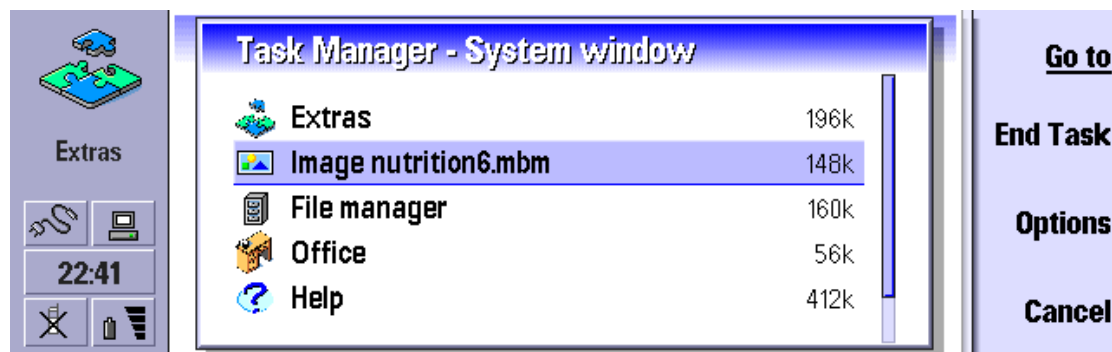 Extras
22:41
Task Manager - System window
Extras 196k
Image nutrition6.mbm 148k
File manager 160k
Office 56k
Help 412k
Go to
End Task
Options
Cancel